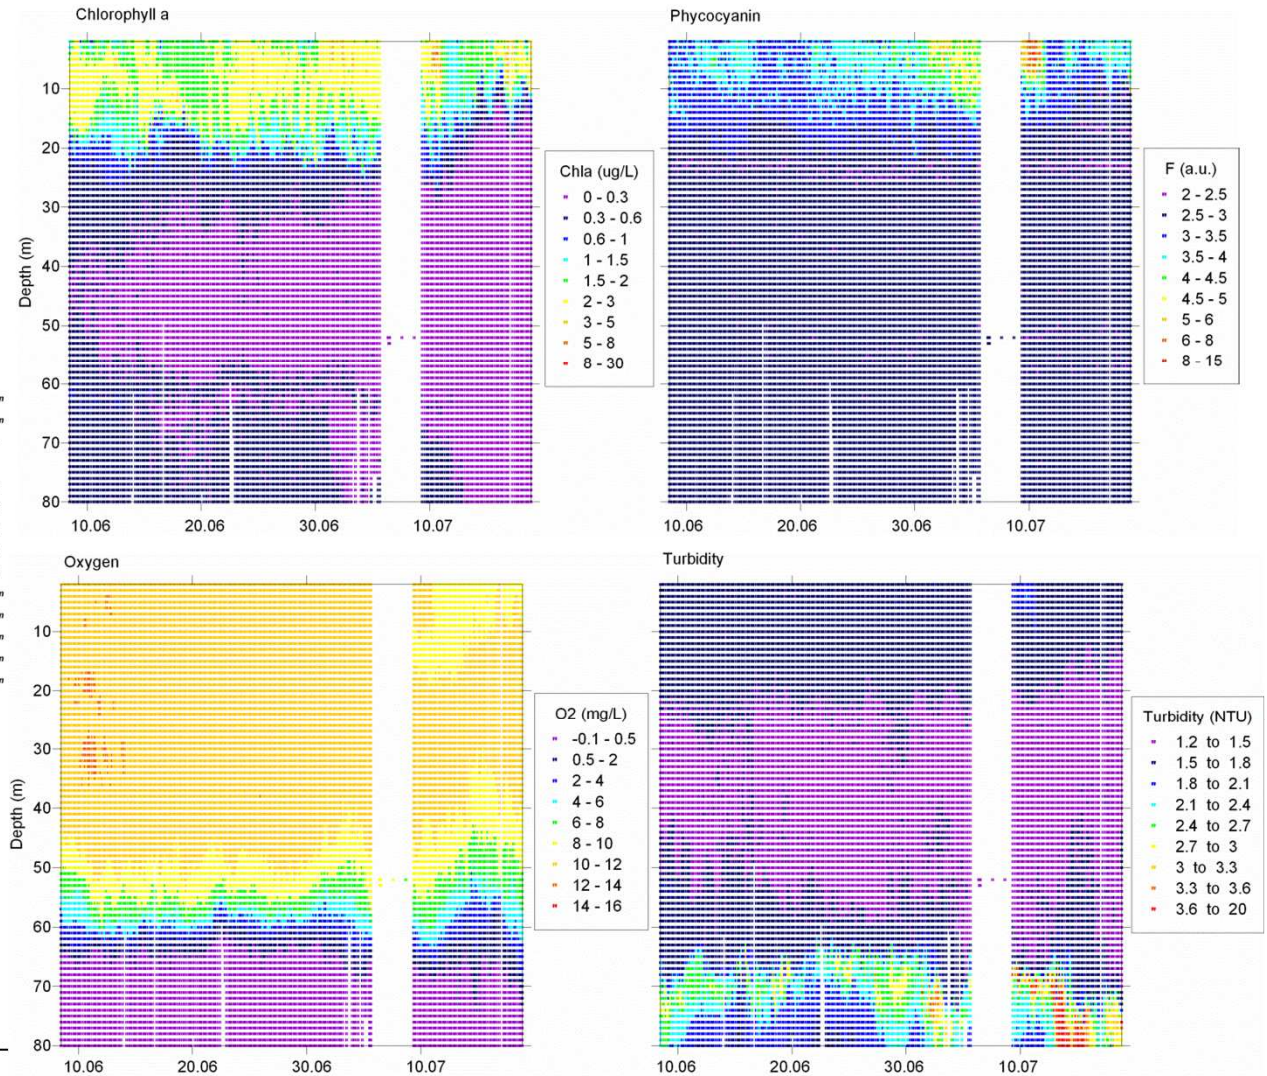 Chlorophyll a
Phycocyanin
10
20
30
40
50
60
70
80
Depth (m)
10.06 20.06 30.06 10.07
Chla (ug/L)
0 - 0.3
0.3 - 0.6
0.6 - 1
1 - 1.5
1.5 - 2
2 - 3
3 - 5
5 - 8
8 - 30
10.06 20.06 30.06 10.07
F (a.u.)
2 - 2.5
2.5 - 3
3 - 3.5
3.5 - 4
4 - 4.5
4.5 - 5
5 - 6
6 - 8
8 - 15
Oxygen
Turbidity
10
20
30
40
50
60
70
80
Depth (m)
10.06 20.06 30.06 10.07
O2 (mg/L)
-0.1 - 0.5
0.5 - 2
2 - 4
4 - 6
6 - 8
8 - 10
10 - 12
12 - 14
14 - 16
10.06 20.06 30.06 10.07
Turbidity (NTU)
1.2 to 1.5
1.5 to 1.8
1.8 to 2.1
2.1 to 2.4
2.4 to 2.7
2.7 to 3
3 to 3.3
3.3 to 3.6
3.6 to 20